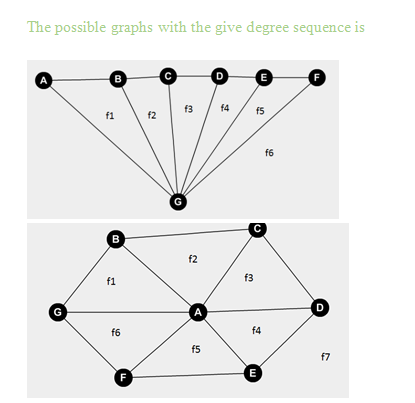 The possible graphs with the give degree sequence is
A B C D E F
f1 f2 f3 f4 f5
f6
G
B C
f2
f1 f3
G A D
f6 f4
f5 f7
F E